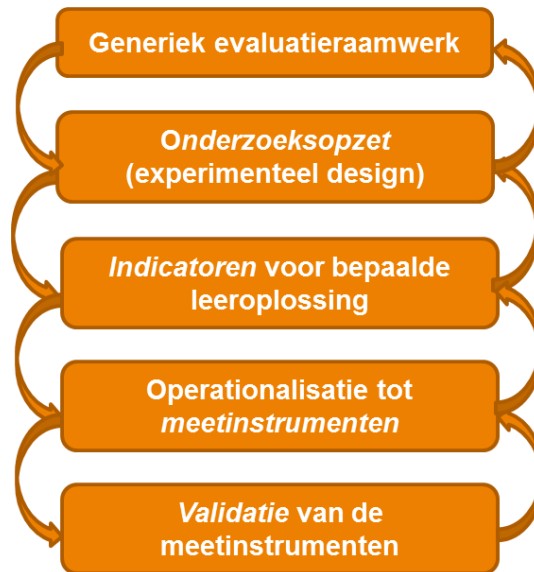 Generiek evaluatieraamwerk
Onderzoeksopzet
(experimenteel design)
Indicatoren voor bepaalde
leeroplossing
Operationalisatie tot
meetinstrumenten
Validatie van de
meetinstrumenten